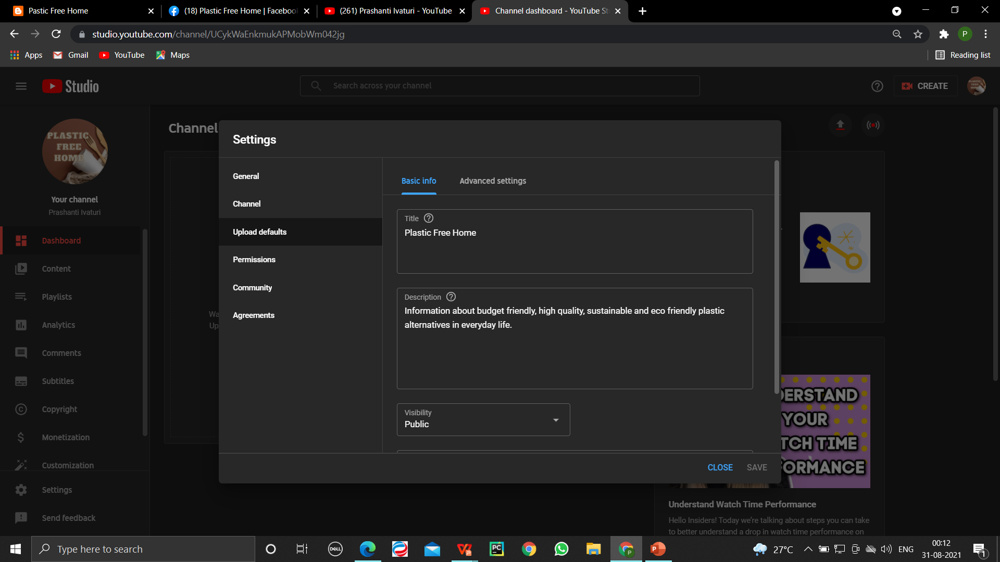 Pastic Free Home
(18) Plastic Free Home | Facebook
(261) Prashanti Ivaturi - YouTube
Channel dashboard - YouTube St
studio.youtube.com/channel/UCykWaEnkmukAPMobWm042jg
P
Apps
Gmail
YouTube
Maps
Reading list
Studio
Search across your channel
CREATE
PLASTIC
FREE
HOME
Your channel
Prashanti Ivaturi
Dashboard
Content
Playlists
Analytics
Comments
Subtitles
Copyright
Monetization
Customization
Settings
Send feedback
Channel
Wa
Up
Settings
General
Channel
Upload defaults
Permissions
Community
Agreements
Basic info
Advanced settings
Title
Plastic Free Home
Description
Information about budget friendly, high quality, sustainable and eco friendly plastic
alternatives in everyday life.
Visibility
Public
CLOSE
SAVE
DERSTAND
YOUR
TCH TIME
FORMANCE
Understand Watch Time Performance
Hello Insiders! Today we're talking about steps you can take
to better understand a drop in watch time performance on
Type here to search
DELL
PC
P
P
27°C
ENG
00:12
31-08-2021
1